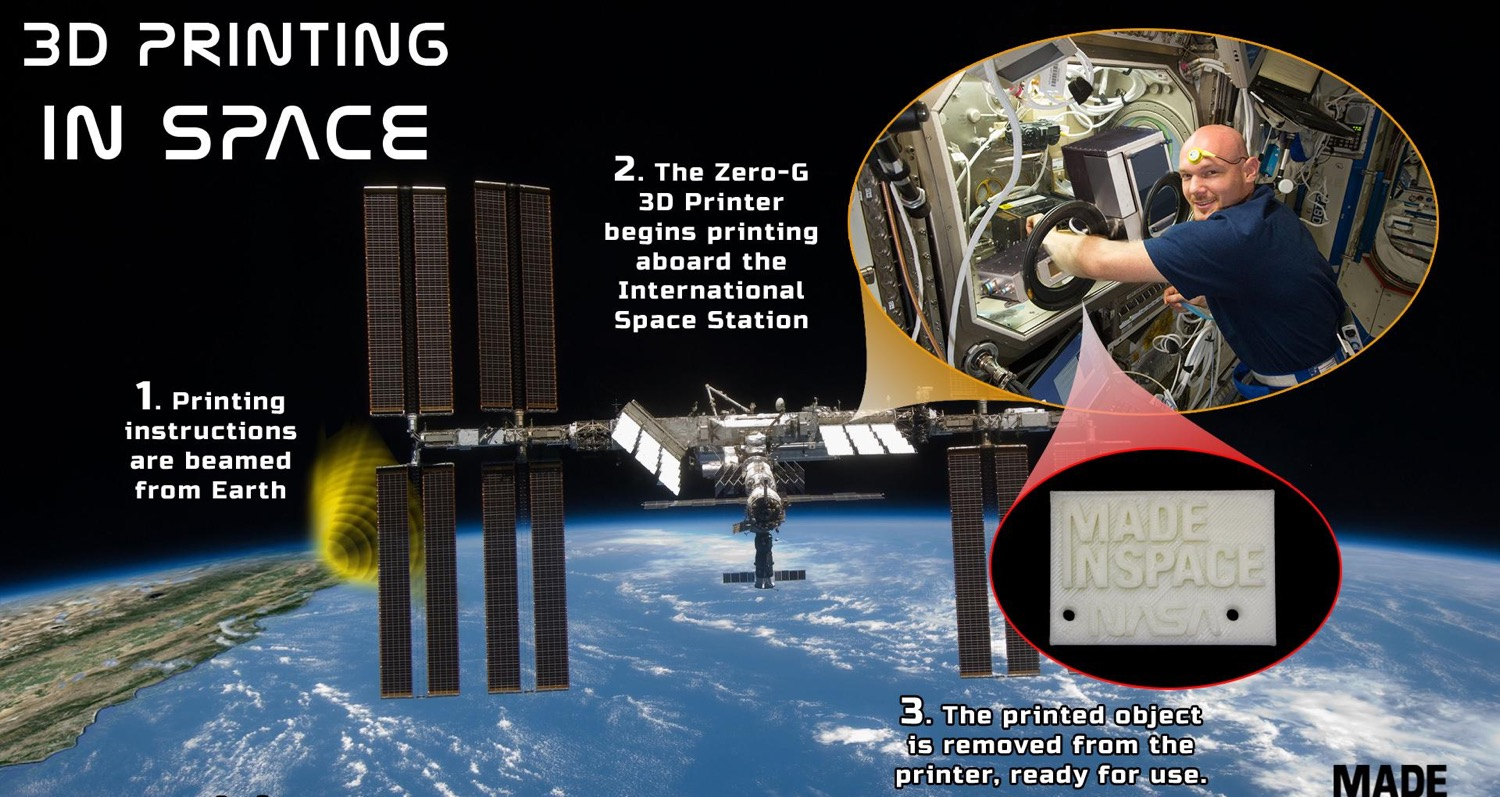 3D PRINTING
IN SPACE
1. Printing
instructions
are beamed
from Earth
2. The Zero-G
3D Printer
begins printing
aboard the
International
Space Station
MADE
INSPACE
NASA
3. The printed object
is removed from the
printer, ready for use.
MADE